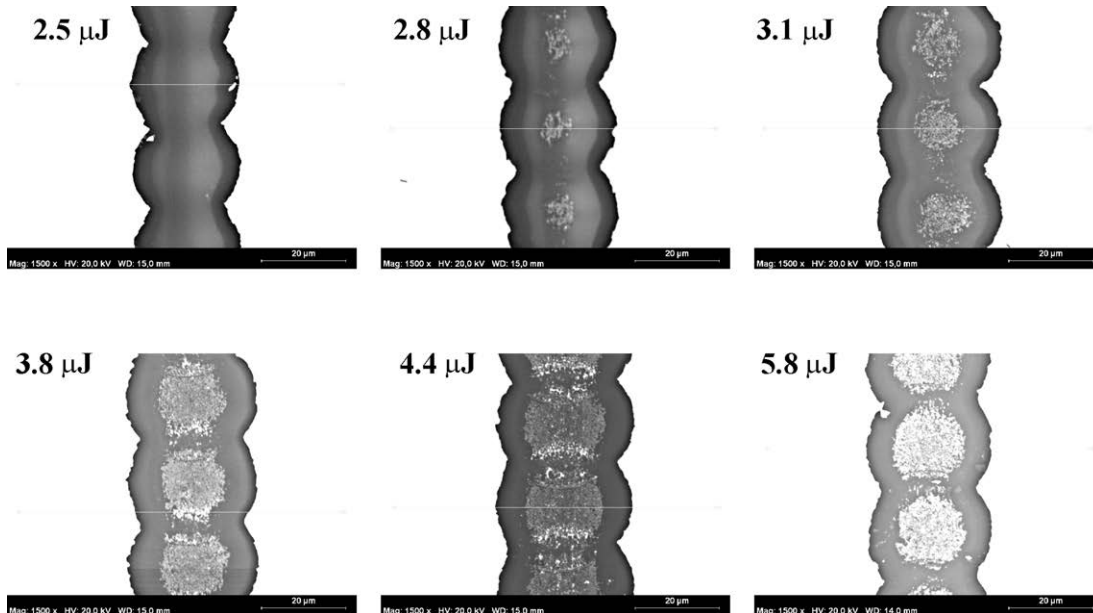 2.5 μJ
2.8 μJ
3.1 μJ
Mag: 1500 x HV: 20,0 kV WD: 15,0 mm 20 μm
Mag: 1500 x HV: 20,0 kV WD: 15,0 mm 20 μm
Mag: 1500 x HV: 20,0 kV WD: 15,0 mm 20 μm
3.8 μJ
4.4 μJ
5.8 μJ
Mag: 1500 x HV: 20,0 kV WD: 15,0 mm 20 μm
Mag: 1500 x HV: 20,0 kV WD: 15,0 mm 20 μm
Mag: 1500 x HV: 20,0 kV WD: 14,0 mm 20 μm